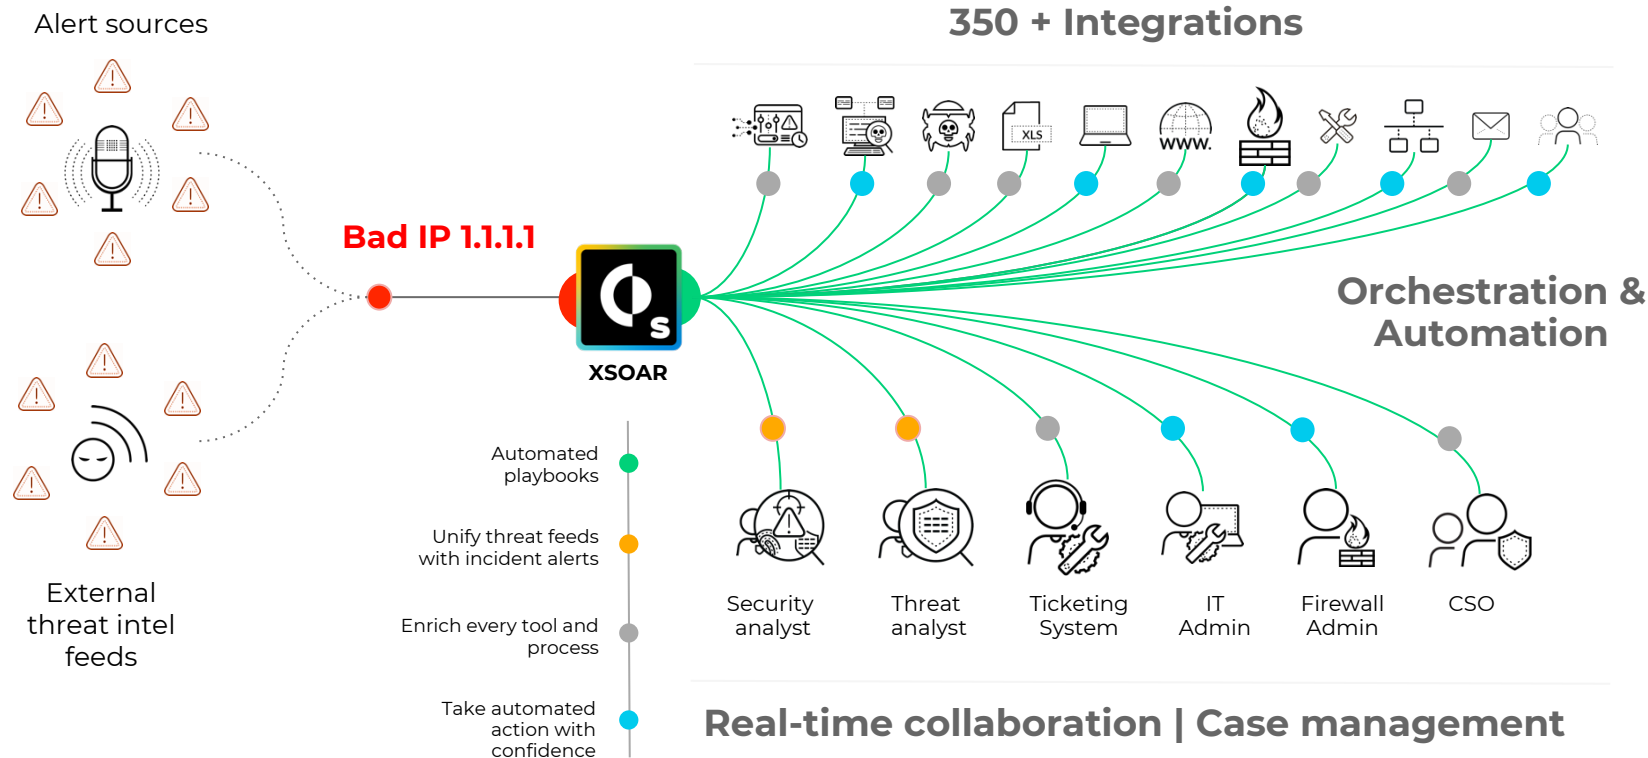 Alert sources
350 + Integrations
XLS
WWW.
Bad IP 1.1.1.1
S
XSOAR
Orchestration &
Automation
Automated
playbooks
Unify threat feeds
with incident alerts
Enrich every tool and
process
Take automated
action with
confidence
External
threat intel
feeds
Security
analyst
Threat
analyst
Ticketing
System
IT
Admin
Firewall
Admin
CSO
Real-time collaboration | Case management